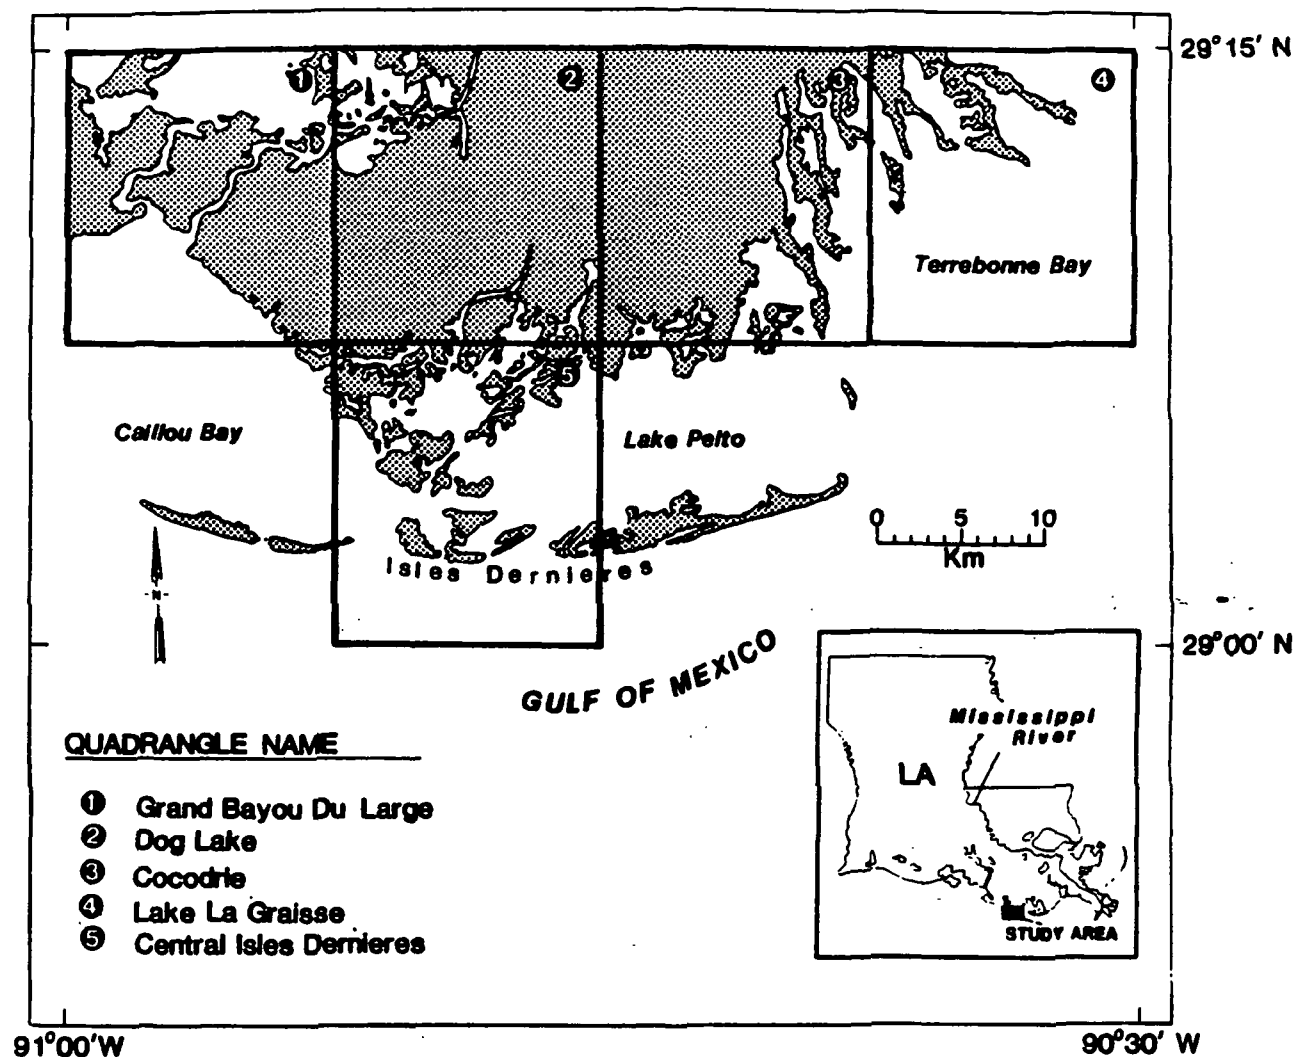 29°15' N
1
2
3
4
Terrebonne Bay
5
Caillou Bay
Lake Pelto
0 5 10
Km
Isles Dernieres
-N-
29°00' N
GULF OF MEXICO
QUADRANGLE NAME
1 Grand Bayou Du Large
2 Dog Lake
3 Cocodrie
4 Lake La Graisse
5 Central Isles Dernieres
Mississippi
River
LA
STUDY AREA
91°00'W
90°30' W